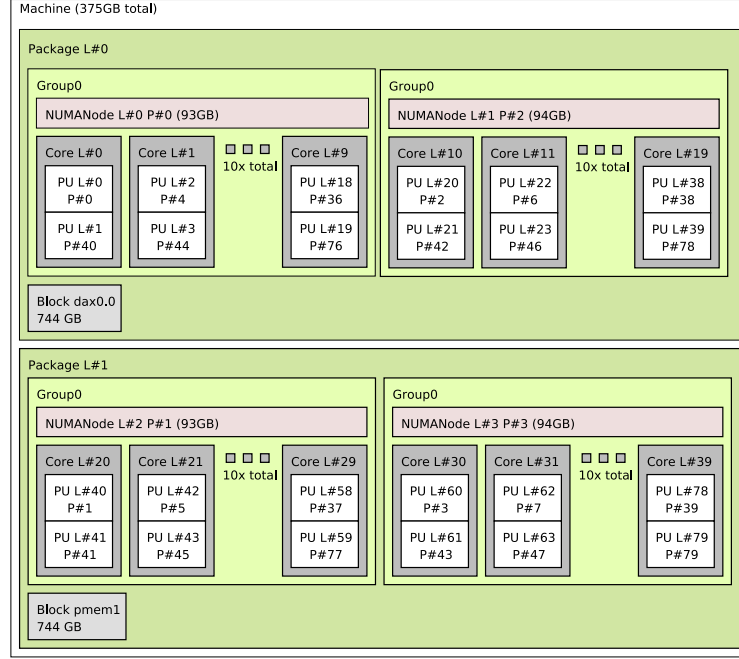 Machine (375GB total)
Package L#0
Group0
NUMANode L#0 P#0 (93GB)
Core L#0
PU L#0
P#0
PU L#1
P#40
Core L#1
PU L#2
P#4
PU L#3
P#44
10x total
Core L#9
PU L#18
P#36
PU L#19
P#76
Group0
NUMANode L#1 P#2 (94GB)
Core L#10
PU L#20
P#2
PU L#21
P#42
Core L#11
PU L#22
P#6
PU L#23
P#46
10x total
Core L#19
PU L#38
P#38
PU L#39
P#78
Block dax0.0
744 GB
Package L#1
Group0
NUMANode L#2 P#1 (93GB)
Core L#20
PU L#40
P#1
PU L#41
P#41
Core L#21
PU L#42
P#5
PU L#43
P#45
10x total
Core L#29
PU L#58
P#37
PU L#59
P#77
Group0
NUMANode L#3 P#3 (94GB)
Core L#30
PU L#60
P#3
PU L#61
P#43
Core L#31
PU L#62
P#7
PU L#63
P#47
10x total
Core L#39
PU L#78
P#39
PU L#79
P#79
Block pmem1
744 GB